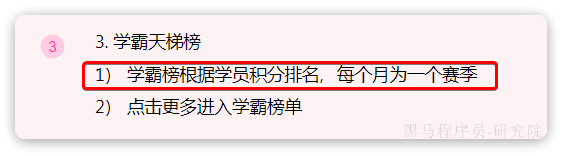 3
3. 学霸天梯榜
1） 学霸榜根据学员积分排名，每个月为一个赛季
2） 点击更多进入学霸榜单
黑马程序员-研究院